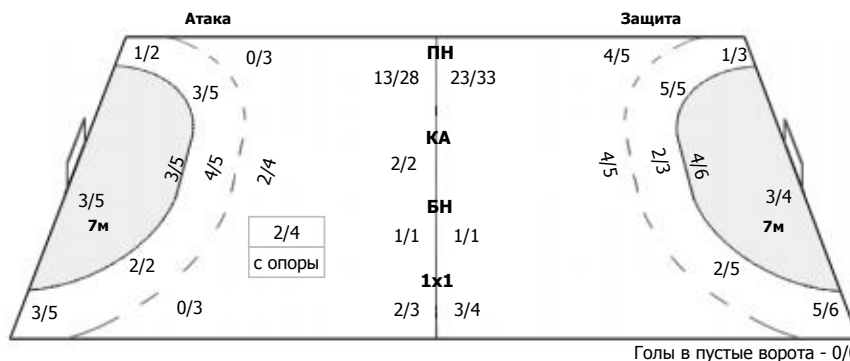 Атака Защита
1/2 0/3 ПН 4/5 1/3
13/28 23/33
3/5 5/5
КА
3/5 4/5 2/4 2/2 4/5 2/3 4/6
3/5 3/4
7м БН 7м
2/4 1/1 1/1
с опоры
2/2 2/5
1x1
3/5 0/3 2/3 3/4 5/6
Голы в пустые ворота - 0/